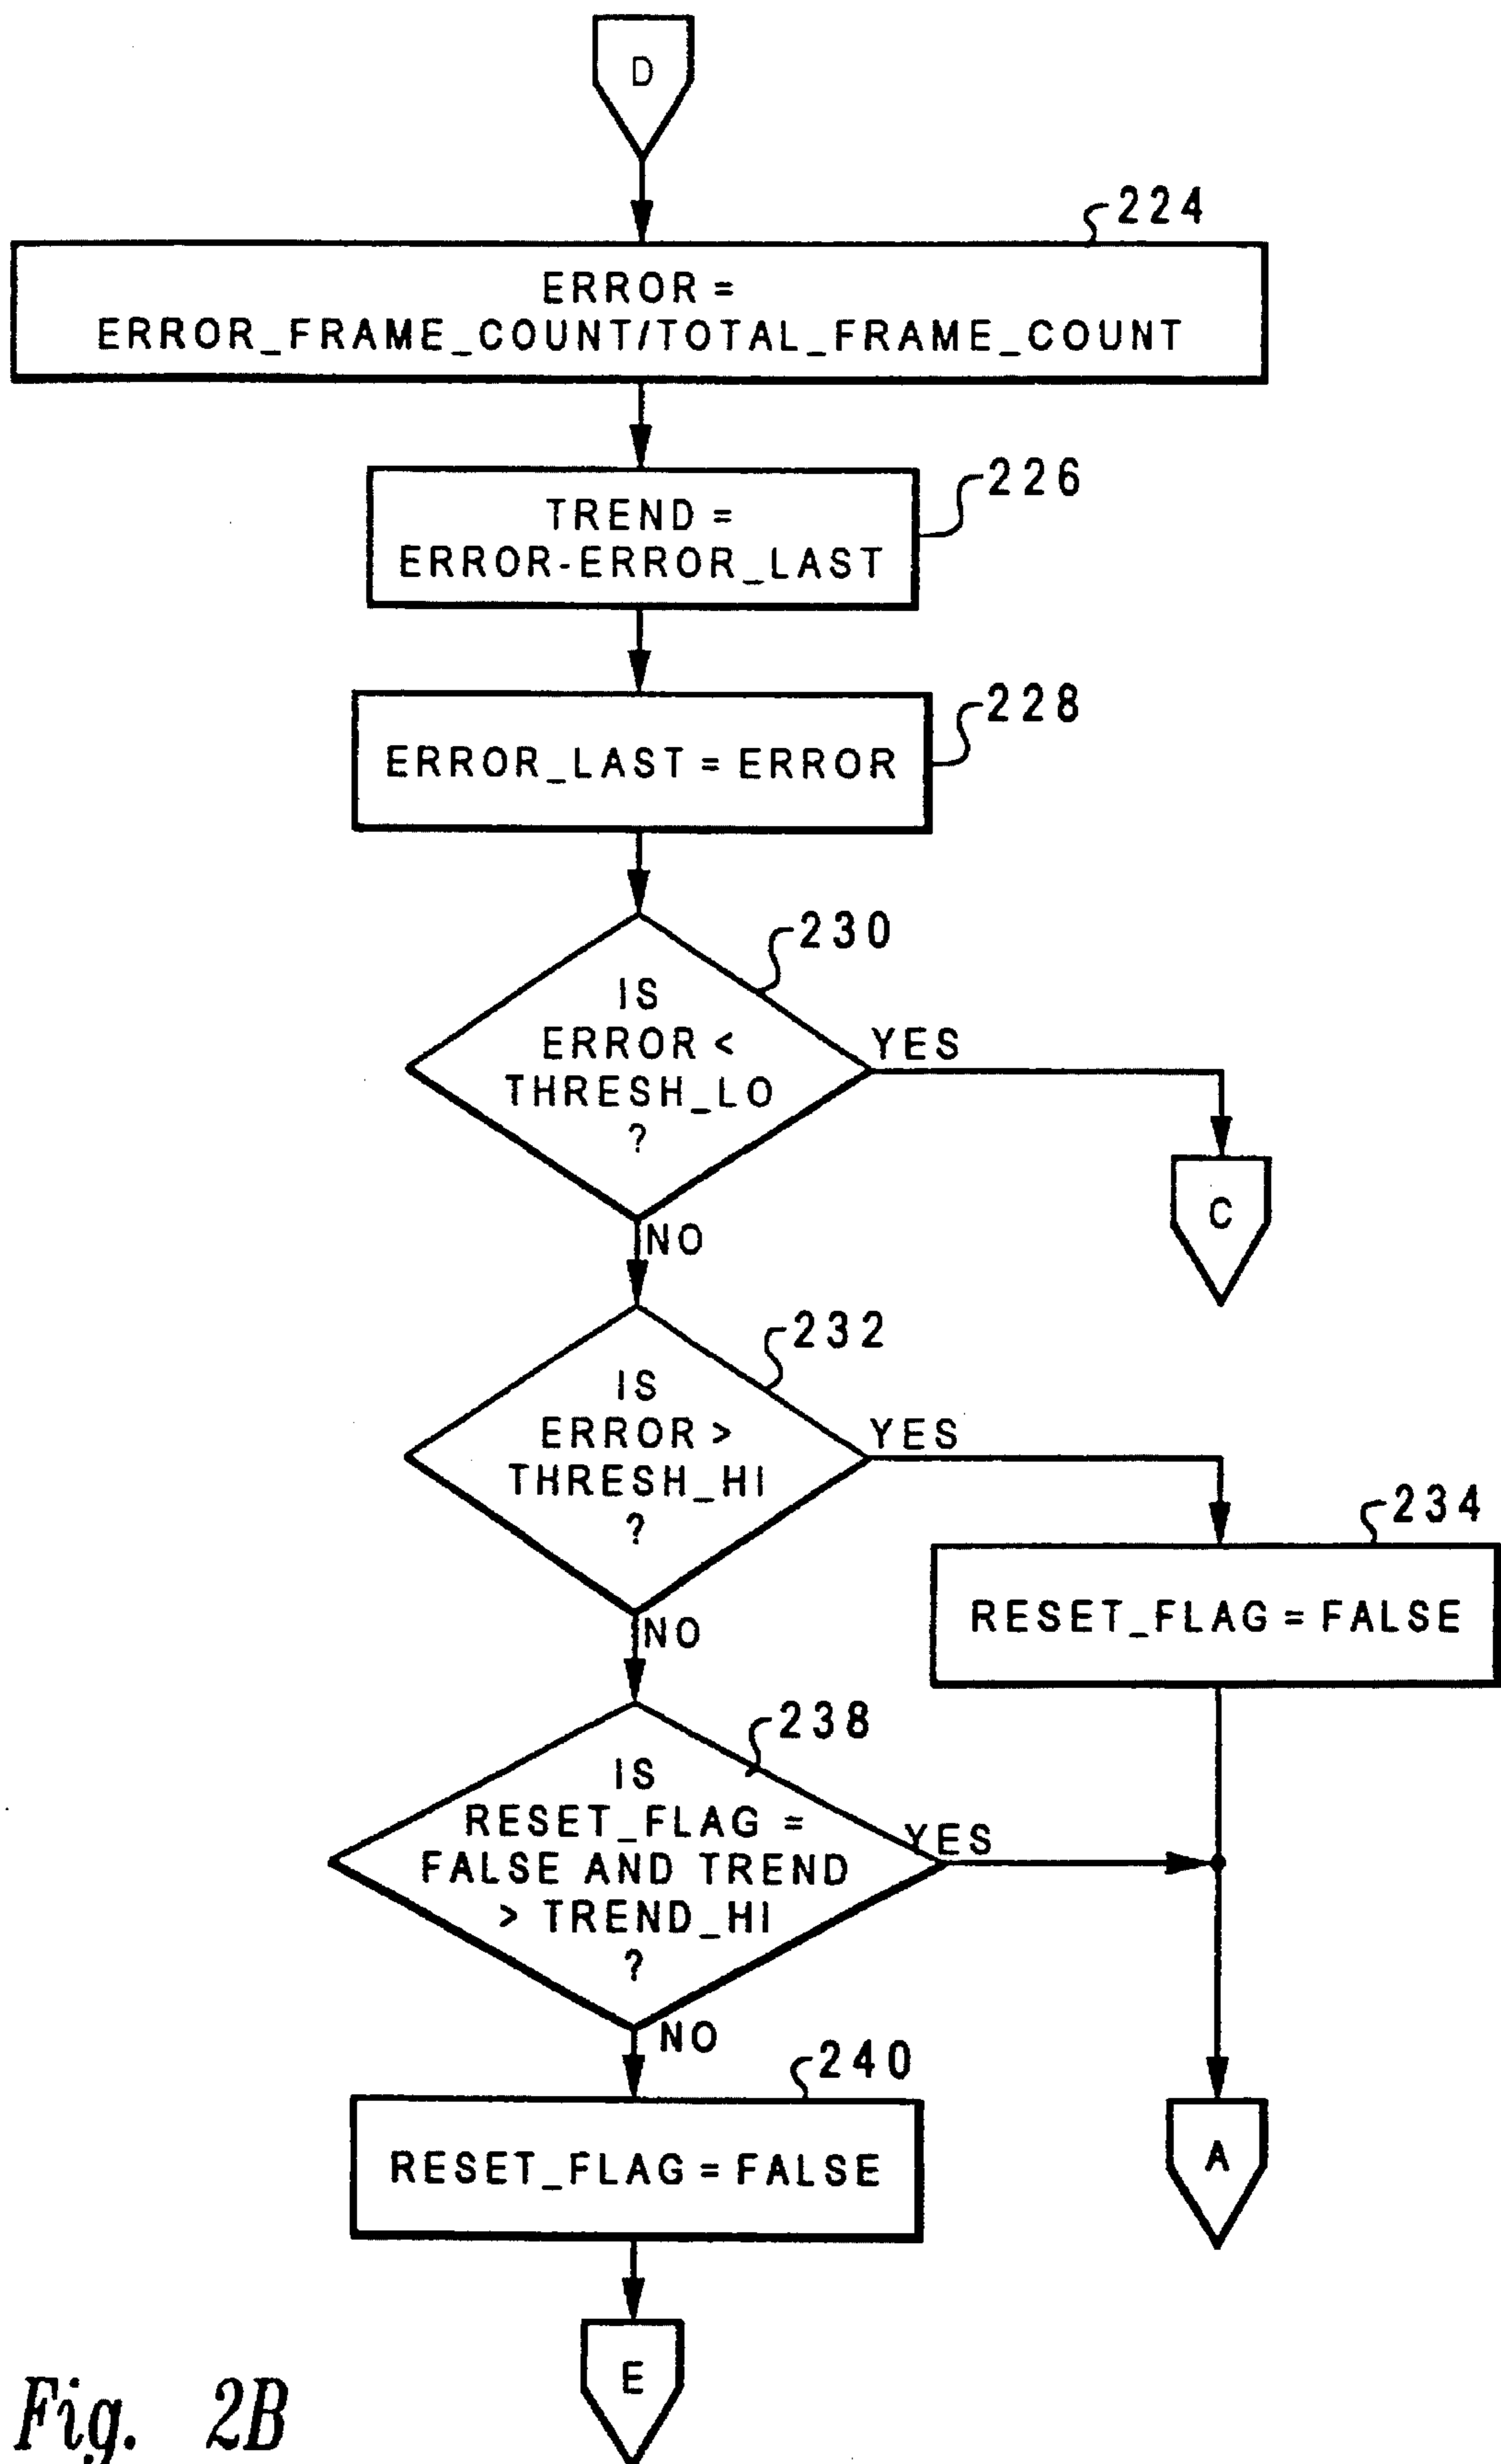 D
224
ERROR =
ERROR_FRAME_COUNT/TOTAL_FRAME_COUNT
226
TREND =
ERROR-ERROR_LAST
228
ERROR_LAST = ERROR
230
IS
ERROR <
THRESH_LO
?
YES
C
NO
232
IS
ERROR >
THRESH_HI
?
YES
234
RESET_FLAG = FALSE
NO
238
IS
RESET_FLAG =
FALSE AND TREND
> TREND_HI
?
YES
NO
240
RESET_FLAG = FALSE
A
E
Fig. 2B